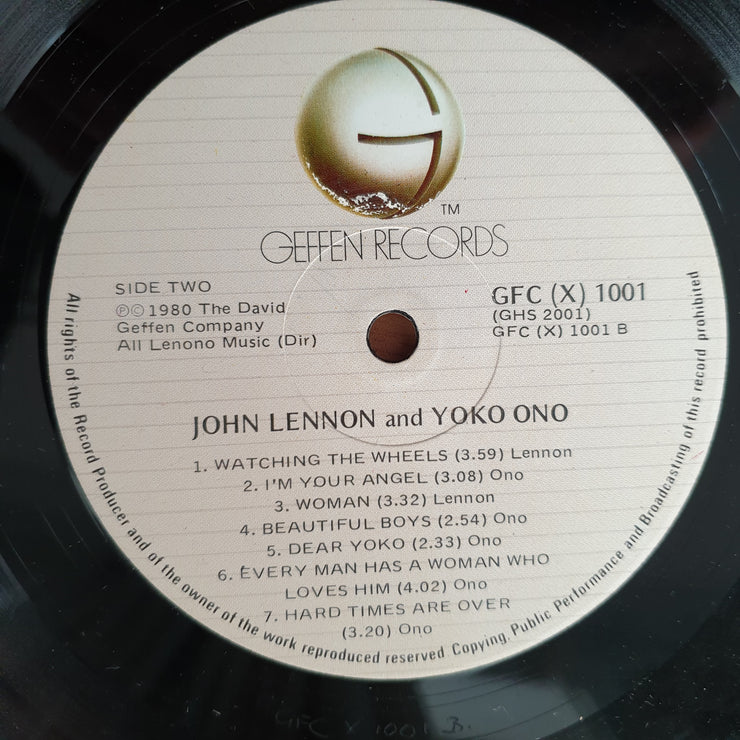 TM
GEFFEN RECORDS
SIDE TWO
Ⓟ© 1980 The David
Geffen Company
All Lenono Music (Dir)
GFC (X) 1001
(GHS 2001)
GFC (X) 1001 B
JOHN LENNON and YOKO ONO
1. WATCHING THE WHEELS (3.59) Lennon
2. I'M YOUR ANGEL (3.08) Ono
3. WOMAN (3.32) Lennon
4. BEAUTIFUL BOYS (2.54) Ono
5. DEAR YOKO (2.33) Ono
6. EVERY MAN HAS A WOMAN WHO
LOVES HIM (4.02) Ono
7. HARD TIMES ARE OVER
(3.20) Ono
All rights of the Record Producer and of the owner of the work reproduced reserved Copying, Public Performance and Broadcasting of this record prohibited
GFC X 1001 B.